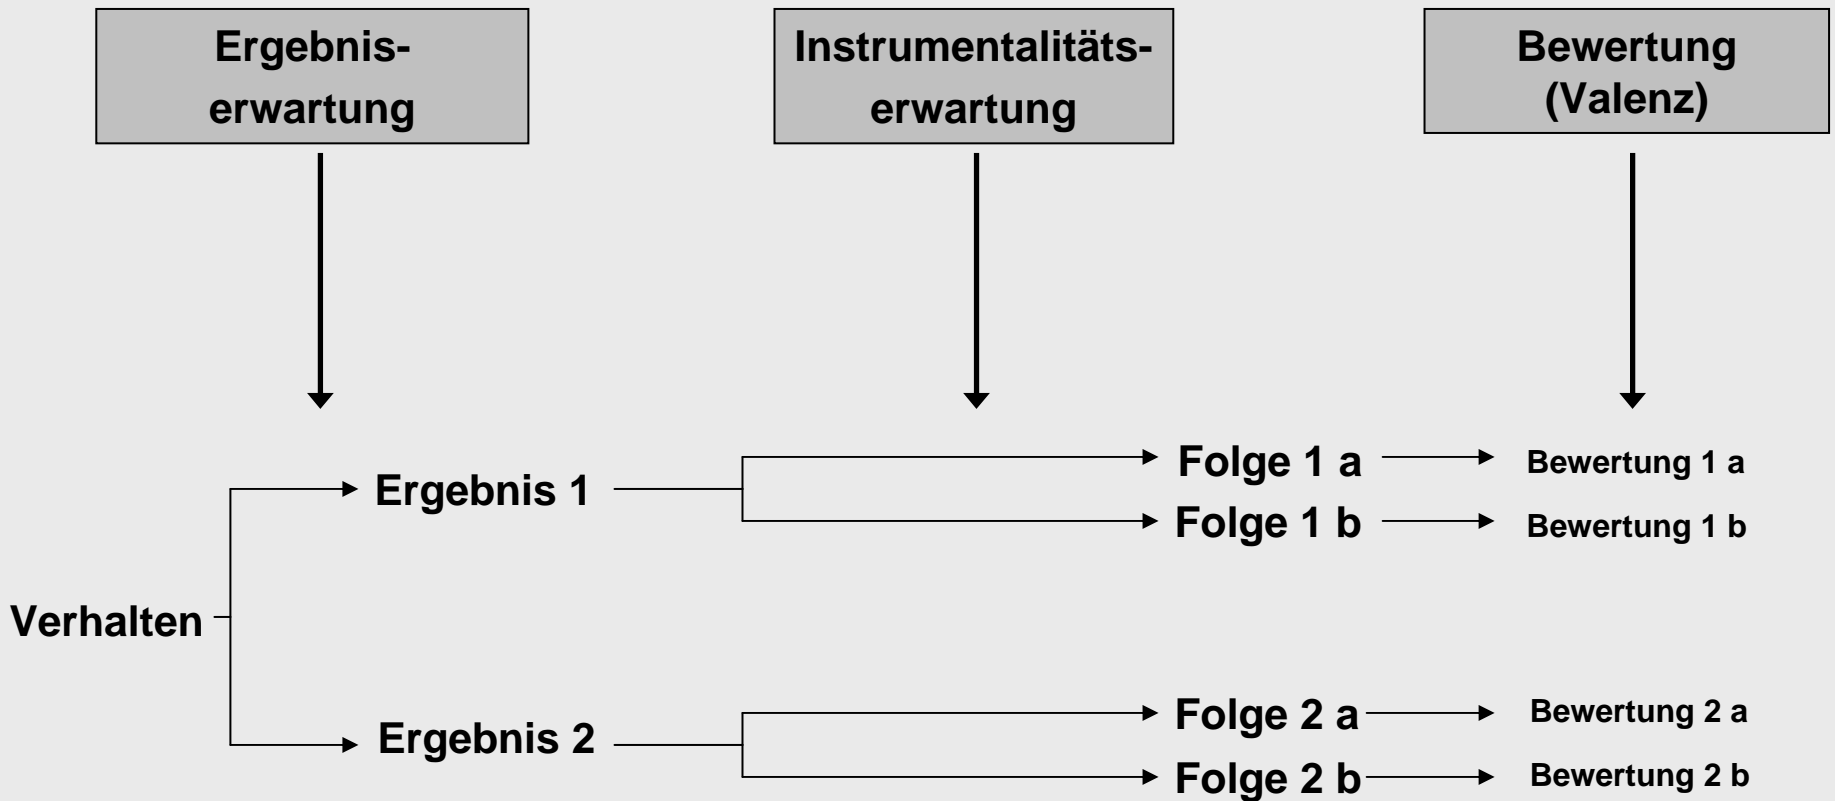 Ergebnis-
erwartung
Instrumentalitäts-
erwartung
Bewertung
(Valenz)
Folge 1 a
Bewertung 1 a
Ergebnis 1
Folge 1 b
Bewertung 1 b
Verhalten
Folge 2 a
Bewertung 2 a
Ergebnis 2
Folge 2 b
Bewertung 2 b